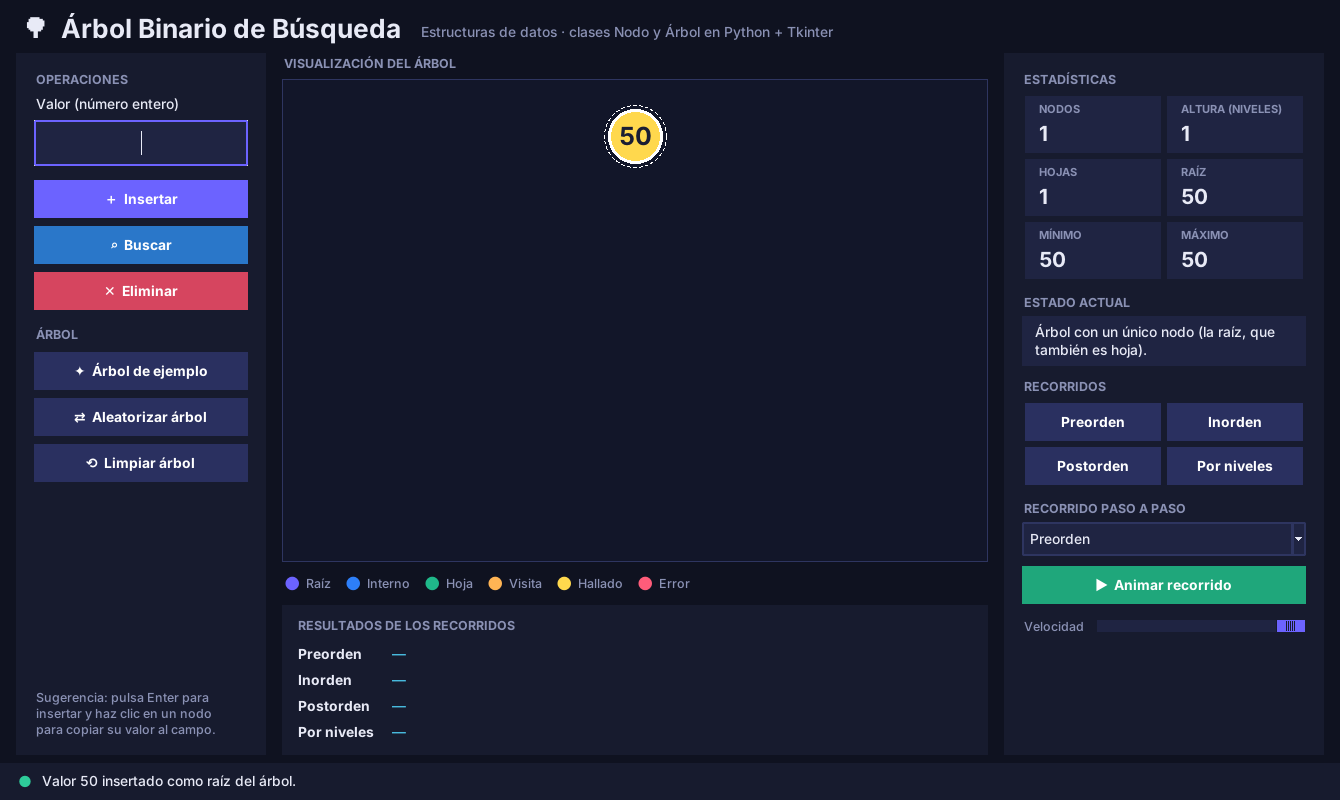 Árbol Binario de Búsqueda
Estructuras de datos · clases Nodo y Árbol en Python + Tkinter
OPERACIONES
Valor (número entero)
+ Insertar
⌕ Buscar
✕ Eliminar
ÁRBOL
✦ Árbol de ejemplo
⇄ Aleatorizar árbol
⟲ Limpiar árbol
Sugerencia: pulsa Enter para
insertar y haz clic en un nodo
para copiar su valor al campo.
VISUALIZACIÓN DEL ÁRBOL
50
Raíz
Interno
Hoja
Visita
Hallado
Error
RESULTADOS DE LOS RECORRIDOS
Preorden —
Inorden —
Postorden —
Por niveles —
ESTADÍSTICAS
NODOS
1
ALTURA (NIVELES)
1
HOJAS
1
RAÍZ
50
MÍNIMO
50
MÁXIMO
50
ESTADO ACTUAL
Árbol con un único nodo (la raíz, que
también es hoja).
RECORRIDOS
Preorden
Inorden
Postorden
Por niveles
RECORRIDO PASO A PASO
Preorden
▶ Animar recorrido
Velocidad
Valor 50 insertado como raíz del árbol.